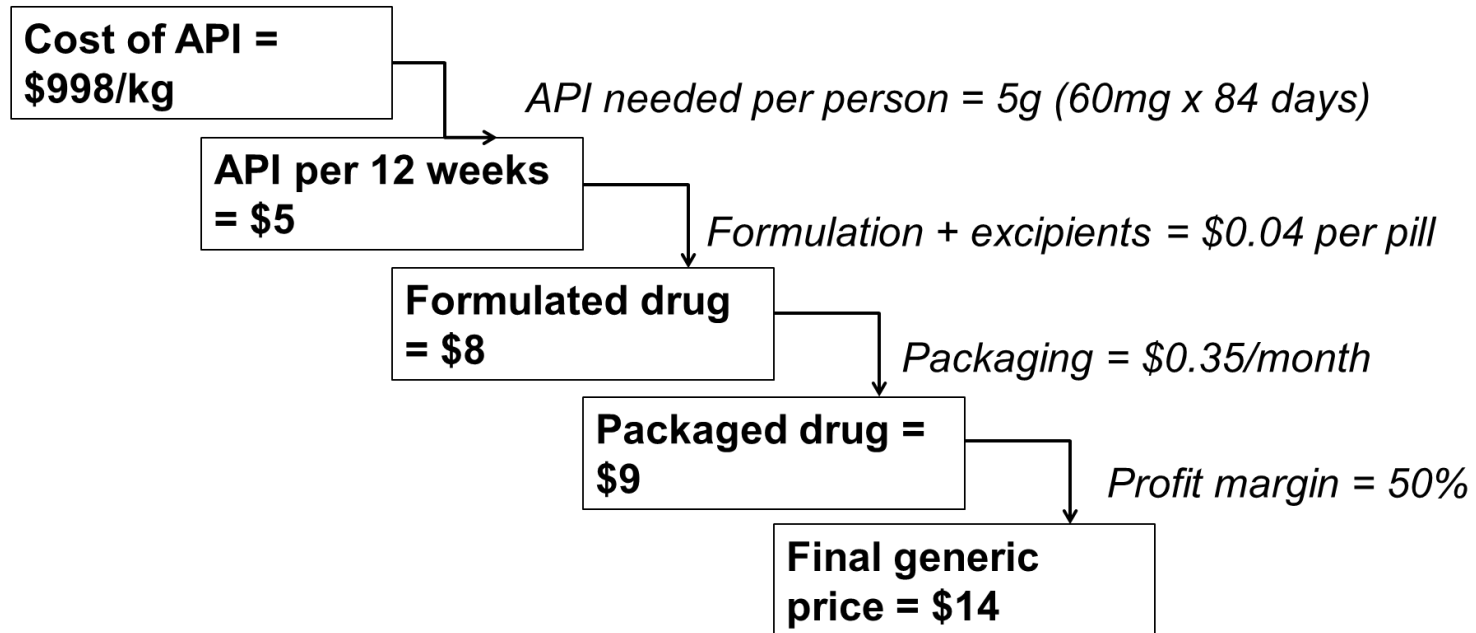 Cost of API =
$998/kg
API needed per person = 5g (60mg x 84 days)
API per 12 weeks
= $5
Formulation + excipients = $0.04 per pill
Formulated drug
= $8
Packaging = $0.35/month
Packaged drug =
$9
Profit margin = 50%
Final generic
price = $14